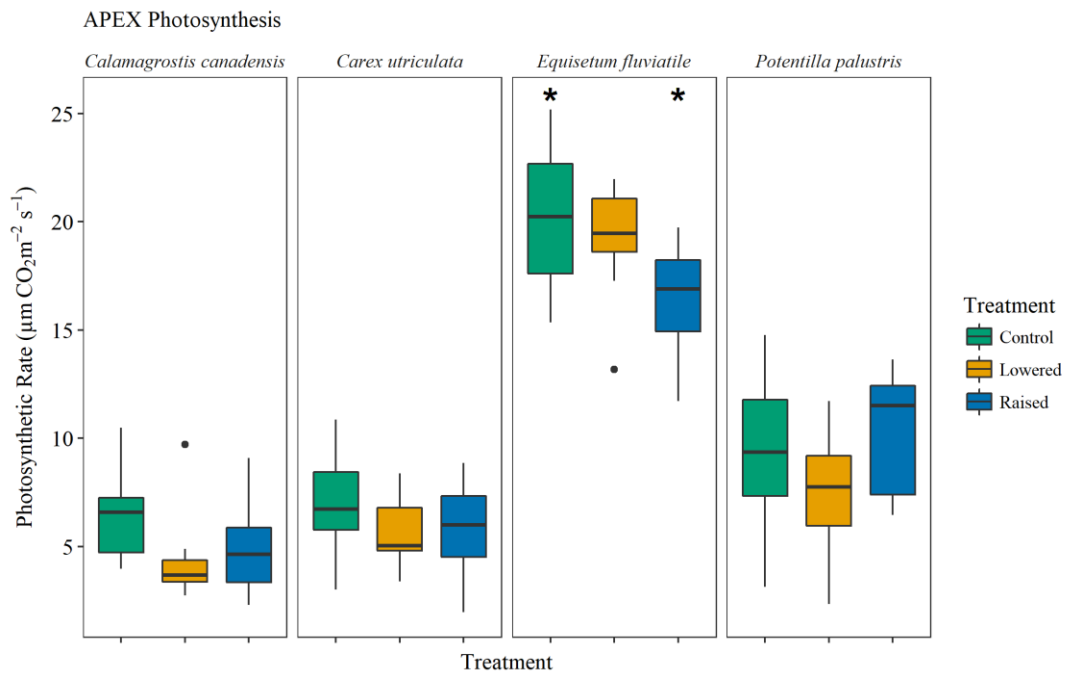 APEX Photosynthesis
Calamagrostis canadensis
Carex utriculata
Equisetum fluviatile
Potentilla palustris
* *
25
20
15
10
5
Photosynthetic Rate (µm CO₂m⁻² s⁻¹)
Treatment
Treatment
Control
Lowered
Raised